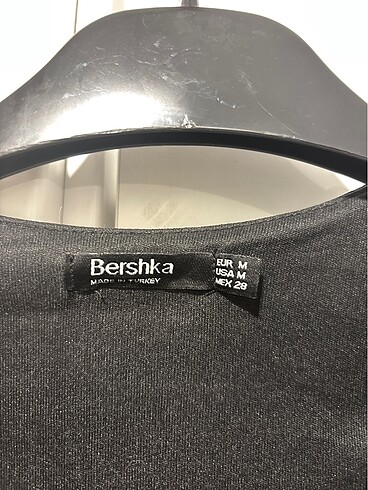 Bershka
MADE IN TURKEY
EUR M
USA M
MEX 28